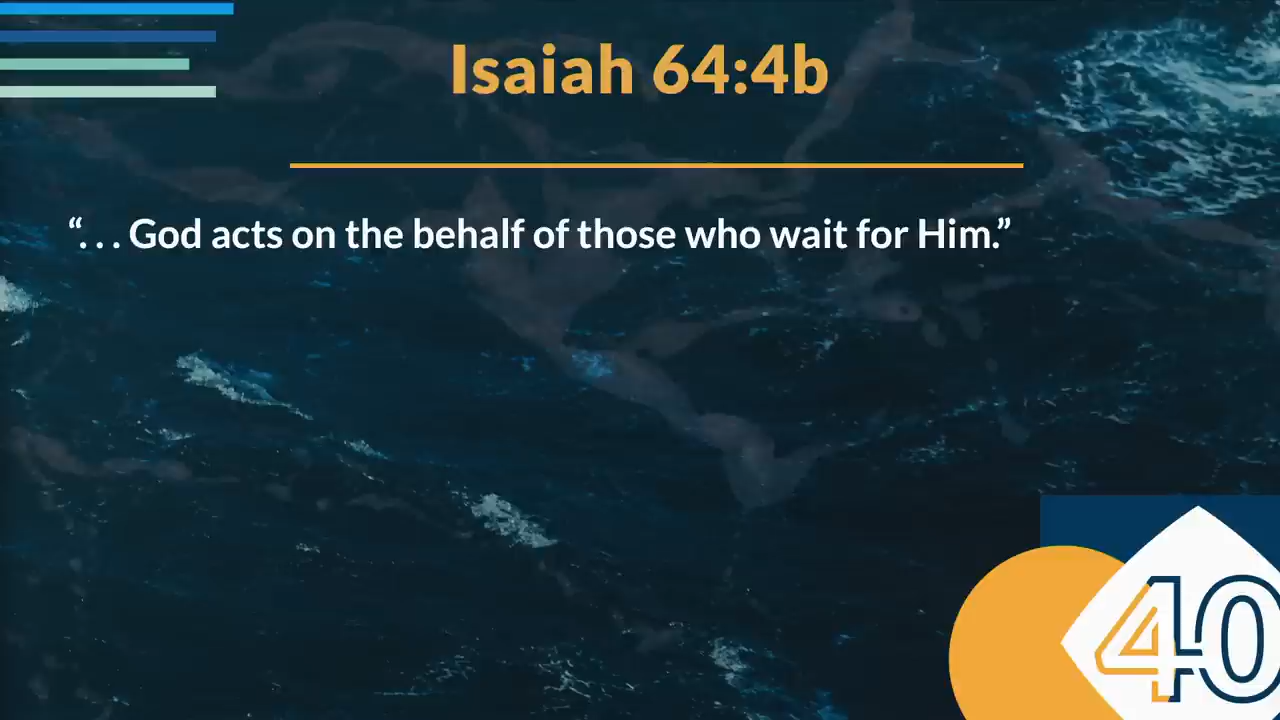 Isaiah 64:4b
“. . . God acts on the behalf of those who wait for Him.”
40